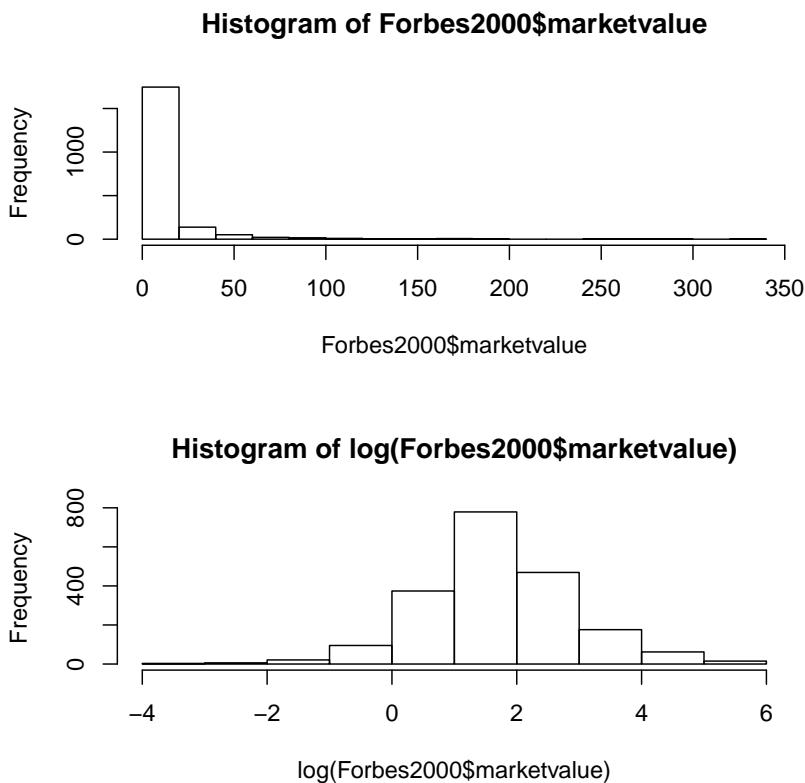 Histogram of Forbes2000$marketvalue
Frequency
0 1000
0 50 100 150 200 250 300 350
Forbes2000$marketvalue
Histogram of log(Forbes2000$marketvalue)
Frequency
0 400 800
−4 −2 0 2 4 6
log(Forbes2000$marketvalue)